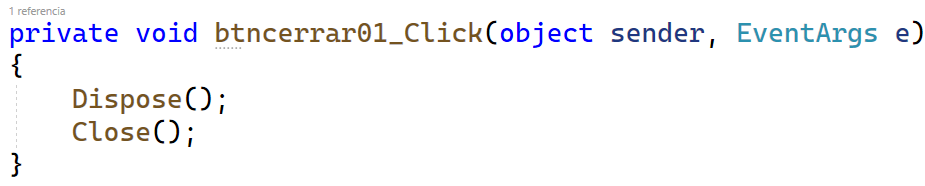 1 referencia
private void btncerrar01_Click(object sender, EventArgs e)
{
    Dispose();
    Close();
}